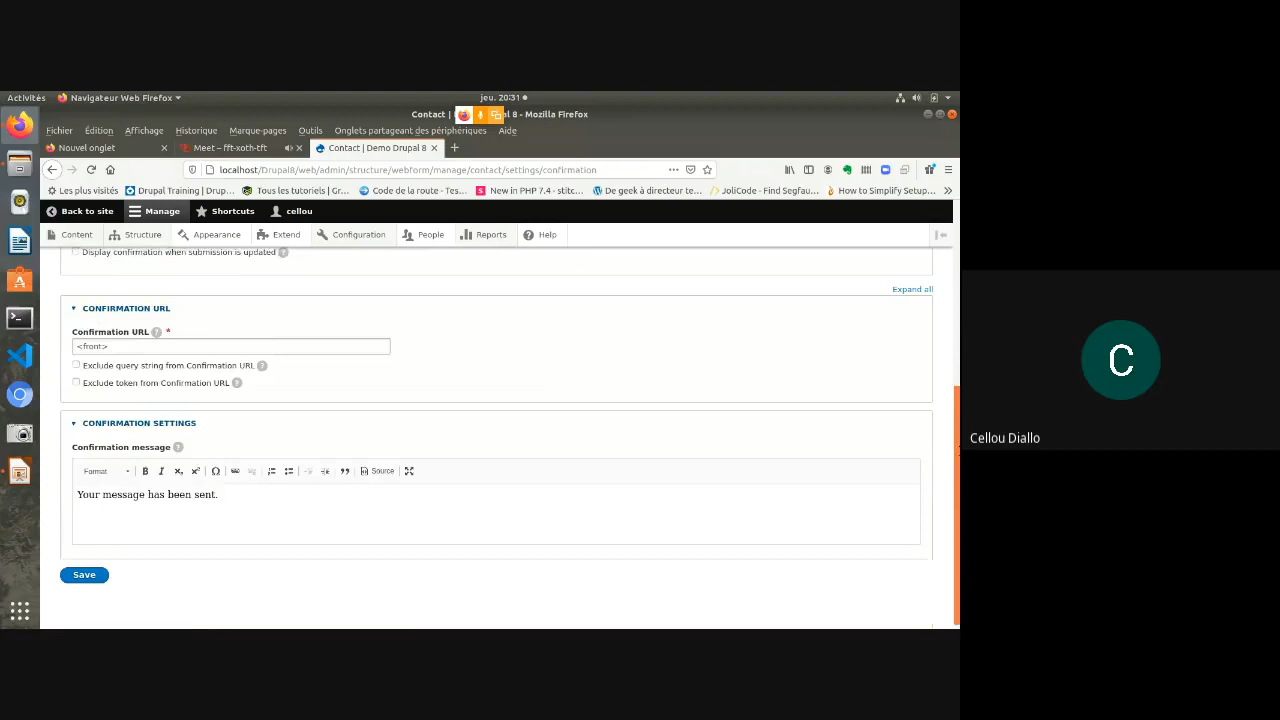 Activités Navigateur Web Firefox jeu. 20:31
Contact | al 8 - Mozilla Firefox
Fichier Édition Affichage Historique Marque-pages Outils Onglets partageant des périphériques Aide
Nouvel onglet Meet – fft-xoth-tft Contact | Demo Drupal 8
localhost/Drupal8/web/admin/structure/webform/manage/contact/settings/confirmation
Les plus visités Drupal Training | Drup… Tous les tutoriels | Gr… Code de la route - Tes… New in PHP 7.4 - stitc… De geek à directeur te… JoliCode - Find Segfau… How to Simplify Setup…
Back to site Manage Shortcuts cellou
Content Structure Appearance Extend Configuration People Reports Help
Display confirmation when submission is updated
Expand all
CONFIRMATION URL
Confirmation URL *
<front>
Exclude query string from Confirmation URL
Exclude token from Confirmation URL
CONFIRMATION SETTINGS
Confirmation message
Format B I Source
Your message has been sent.
Save
C
Cellou Diallo